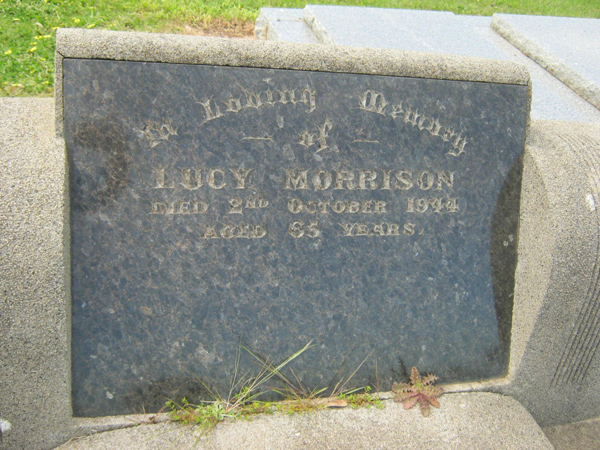 In Loving Memory
— of —
LUCY MORRISON
DIED 2ND OCTOBER 1944
AGED 85 YEARS.